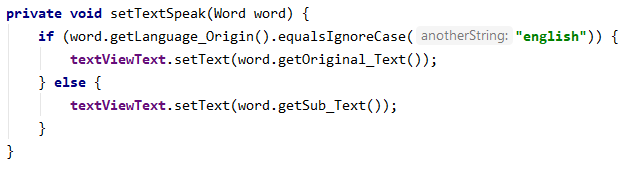 private void setTextSpeak(Word word) {
    if (word.getLanguage_Origin().equalsIgnoreCase( anotherString: "english")) {
        textViewText.setText(word.getOriginal_Text());
    } else {
        textViewText.setText(word.getSub_Text());
    }
}